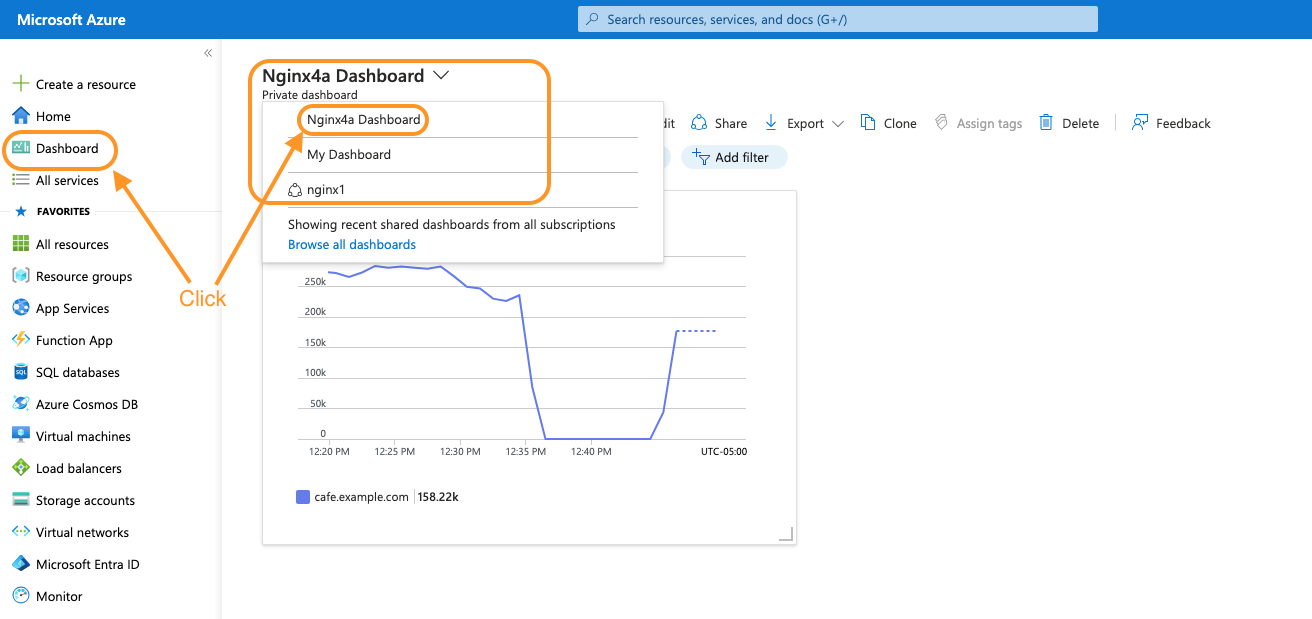 Microsoft Azure
Search resources, services, and docs (G+/)
Create a resource
Home
Dashboard
All services
FAVORITES
All resources
Resource groups
App Services
Function App
SQL databases
Azure Cosmos DB
Virtual machines
Load balancers
Storage accounts
Virtual networks
Microsoft Entra ID
Monitor
Click
Nginx4a Dashboard
Private dashboard
Nginx4a Dashboard
My Dashboard
nginx1
Showing recent shared dashboards from all subscriptions
Browse all dashboards
Share Export Clone Assign tags Delete Feedback
Add filter
250k
200k
150k
100k
50k
0
12:20 PM 12:25 PM 12:30 PM 12:35 PM 12:40 PM UTC-05:00
cafe.example.com 158.22k